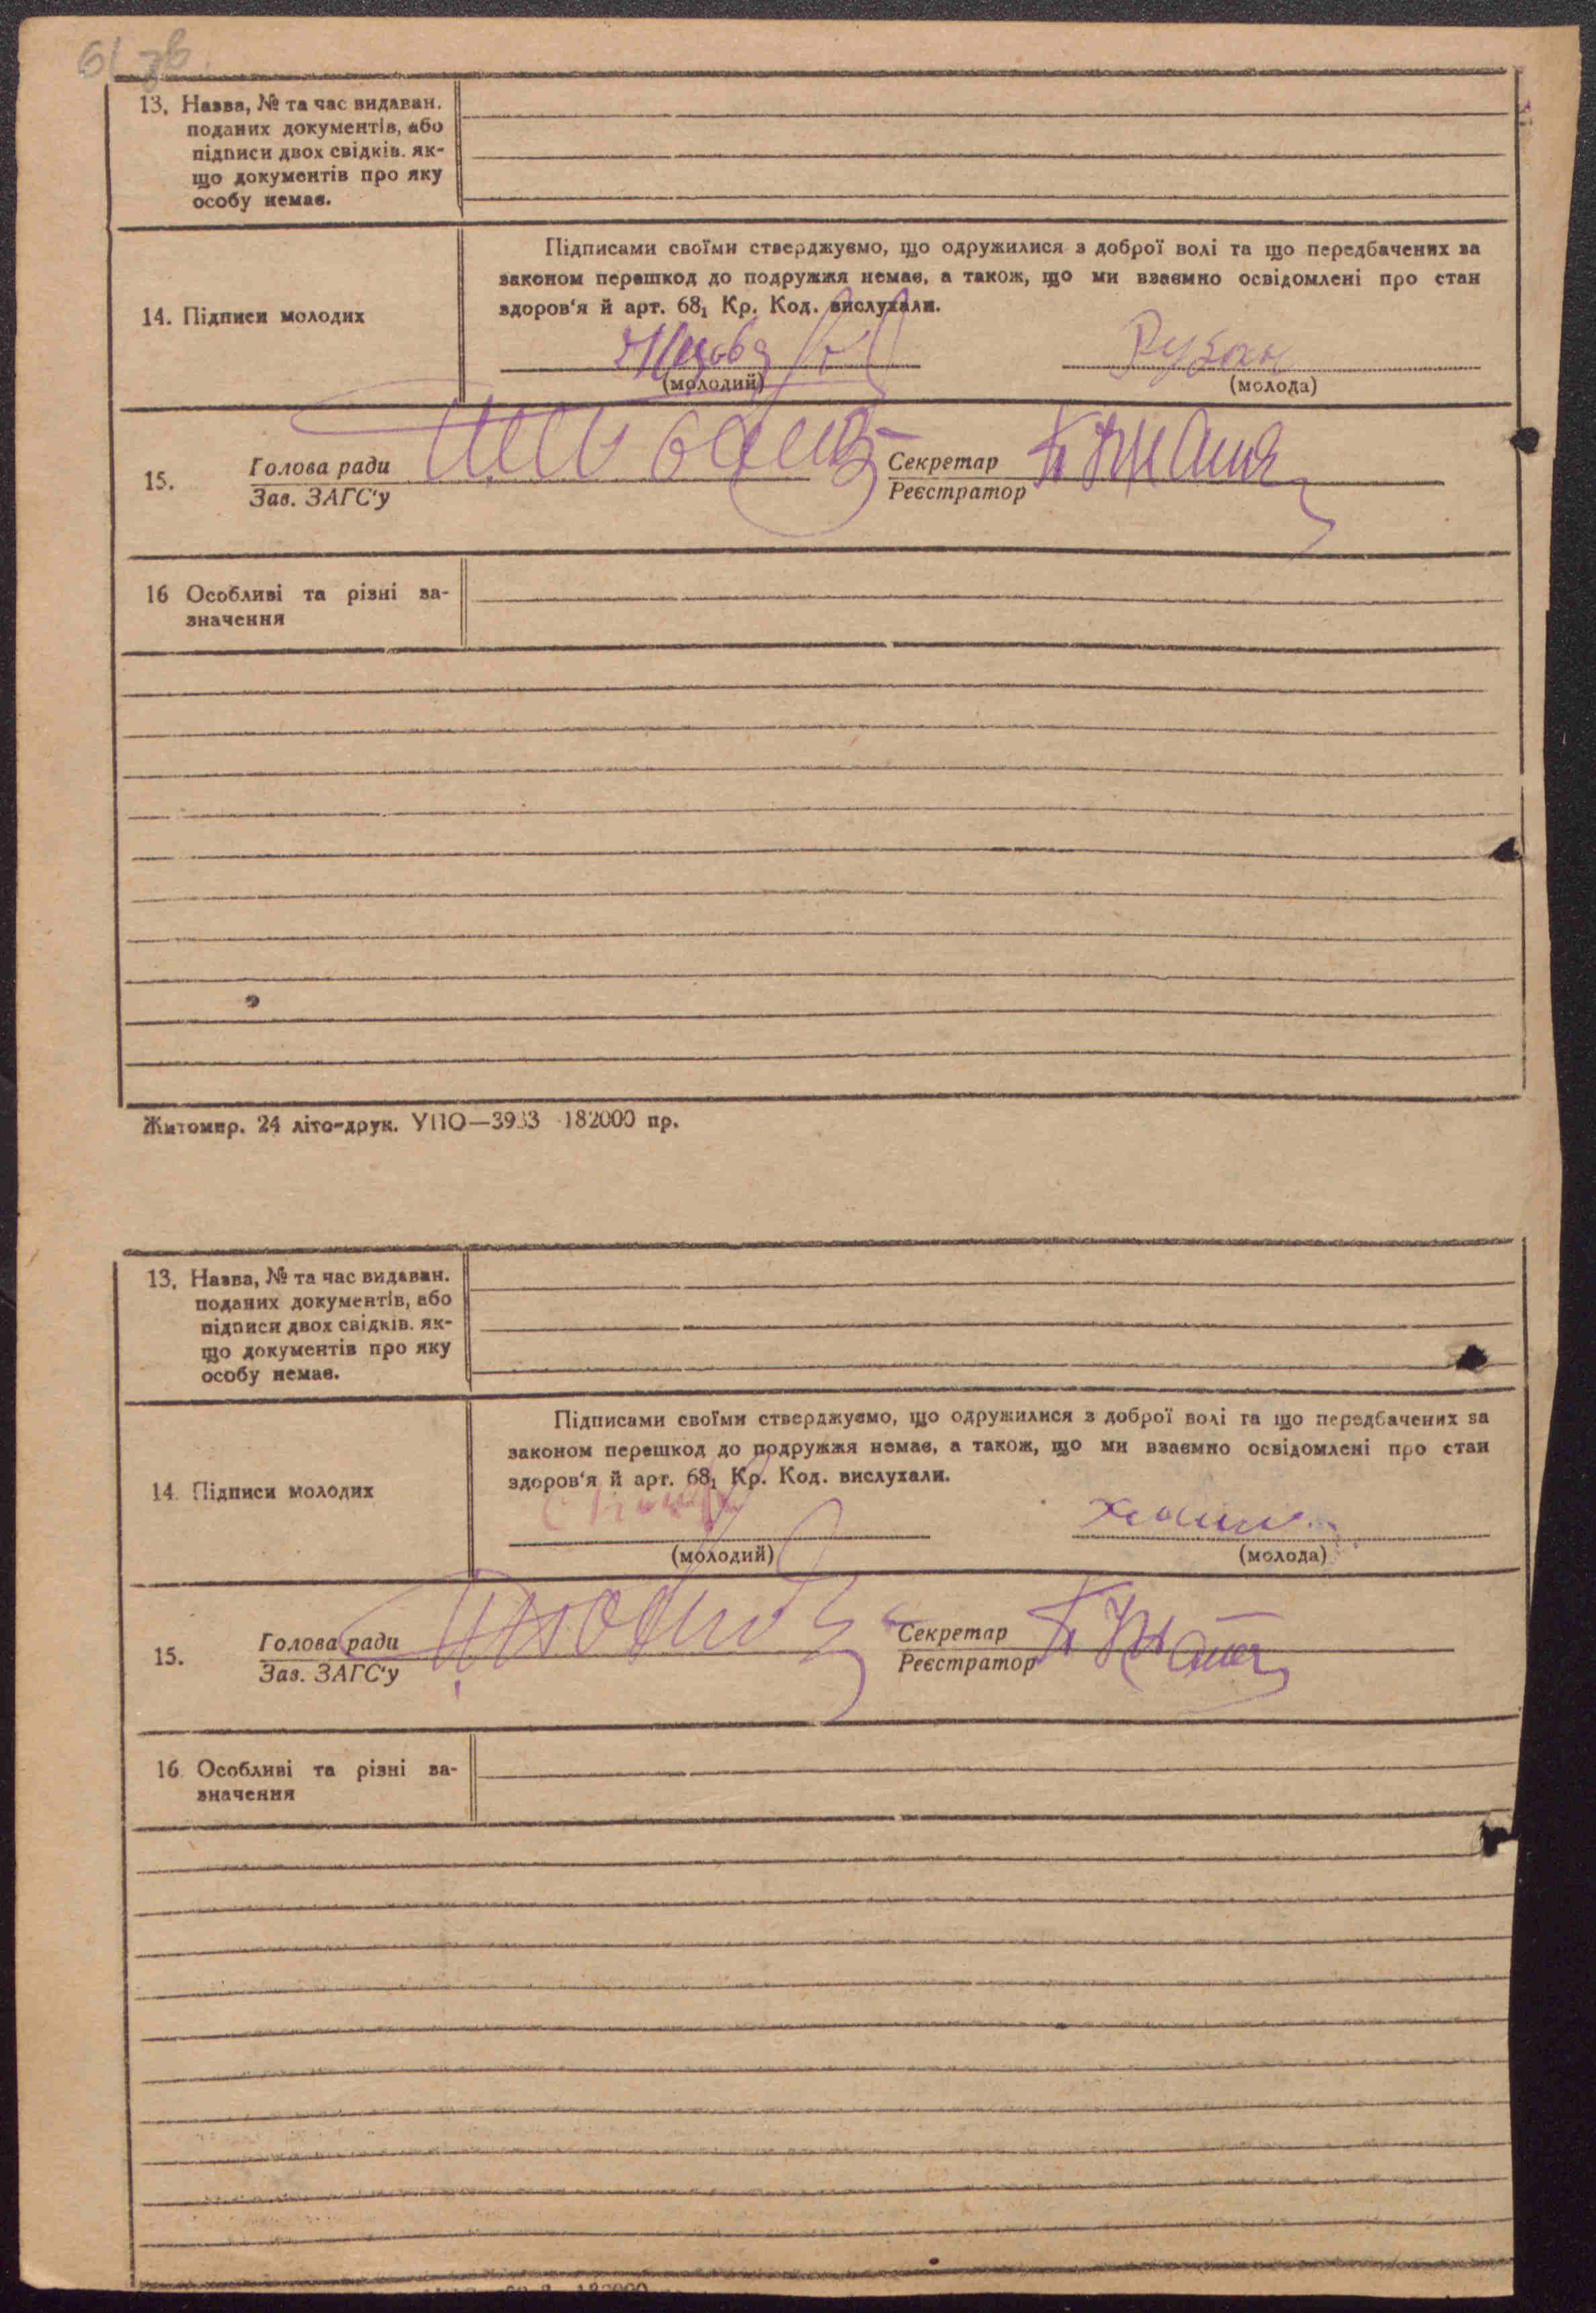 61 зв
13. Назва, № та час видаван.
поданих документів, або
підписи двох свідків. як-
що документів про яку
особу немає.
Підписами своїми стверджуємо, що одружилися з доброї волі та що передбачених за
законом перешкод до подружжя немає, а також, що ми взаємно освідомлені про стан
здоров'я й арт. 68₁ Кр. Код. вислухали.
14. Підписи молодих
(молодий) (молода)
15. Голова ради Секретар
Зав. ЗАГС'у Реєстратор
16 Особливі та різні за-
значення
Житомир. 24 літо-друк. УПО—3933 182000 пр.
13. Назва, № та час видаван.
поданих документів, або
підписи двох свідків. як-
що документів про яку
особу немає.
Підписами своїми стверджуємо, що одружилися з доброї волі та що передбачених за
законом перешкод до подружжя немає, а також, що ми взаємно освідомлені про стан
здоров'я й арт. 68₁ Кр. Код. вислухали.
14. Підписи молодих
(молодий) (молода)
15. Голова ради Секретар
Зав. ЗАГС'у Реєстратор
16. Особливі та різні за-
значення